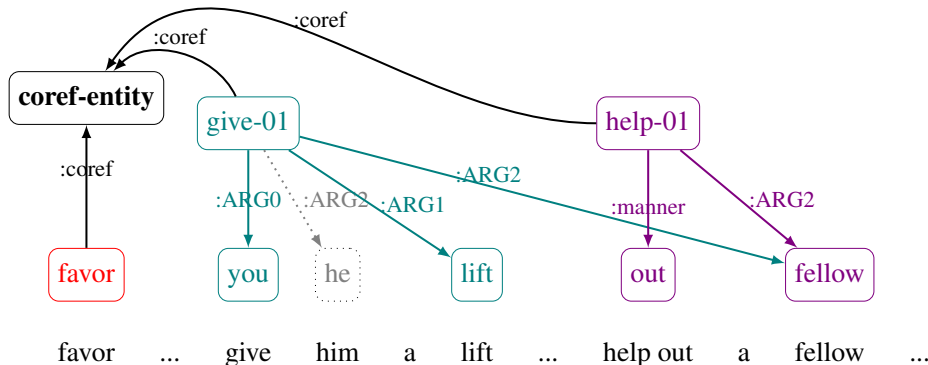 :coref
:coref
coref-entity
give-01
help-01
:coref
:ARG2
:ARG0
:ARG2
:ARG1
:manner
:ARG2
favor
you
he
lift
out
fellow
favor ... give him a lift ... help out a fellow ...